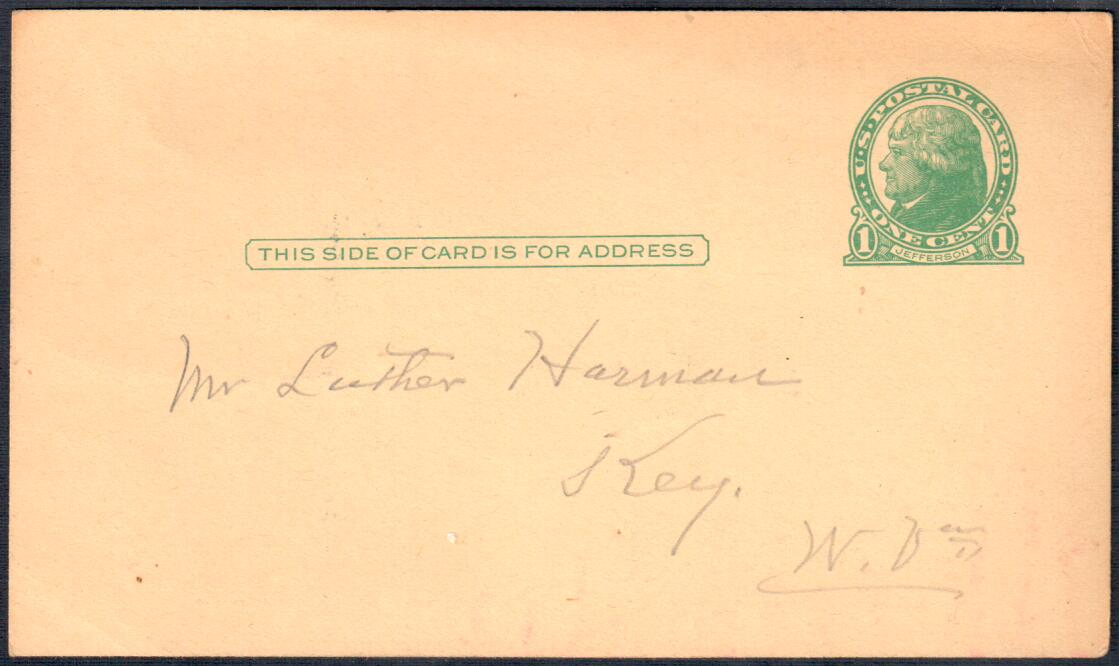 U.S. POSTAL CARD
ONE CENT
1 JEFFERSON 1
THIS SIDE OF CARD IS FOR ADDRESS
Mr Luther Harman
Key.
W. Va